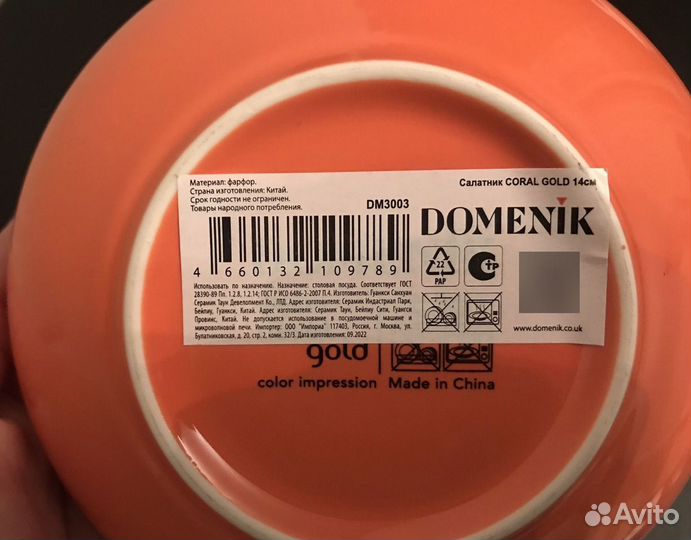 Материал: фарфор.
Страна изготовления: Китай.
Срок годности не ограничен.
Товары народного потребления.
DM3003
Салатник CORAL GOLD 14см
DOMENIK
4 660132 109789
22
PAP
Использовать по назначению. Назначение: столовая посуда. Соответствует ГОСТ
28390-89 Пп. 1.2.8, 1.2.14; ГОСТ Р ИСО 6486-2-2007 П.4. Изготовитель: Гуанкси Санхуан
Серамик Таун Девелопмент Ко., ЛТД. Адрес изготовителя: Серамик Индастриал Парк,
Бейлиу, Гуанкси, Китай. Адрес изготовления: Серамик Таун, Бейлиу Сити, Гуангси
Провинс, Китай. Не допускается использование в посудомоечной машине и
микроволновой печи. Импортер: ООО "Импориа" 117403, Россия, г. Москва, ул.
Булатниковская, д. 20, стр. 2, комн. 32/3. Дата изготовления: 09.2022
www.domenik.co.uk
gold
color impression
Made in China
Avito